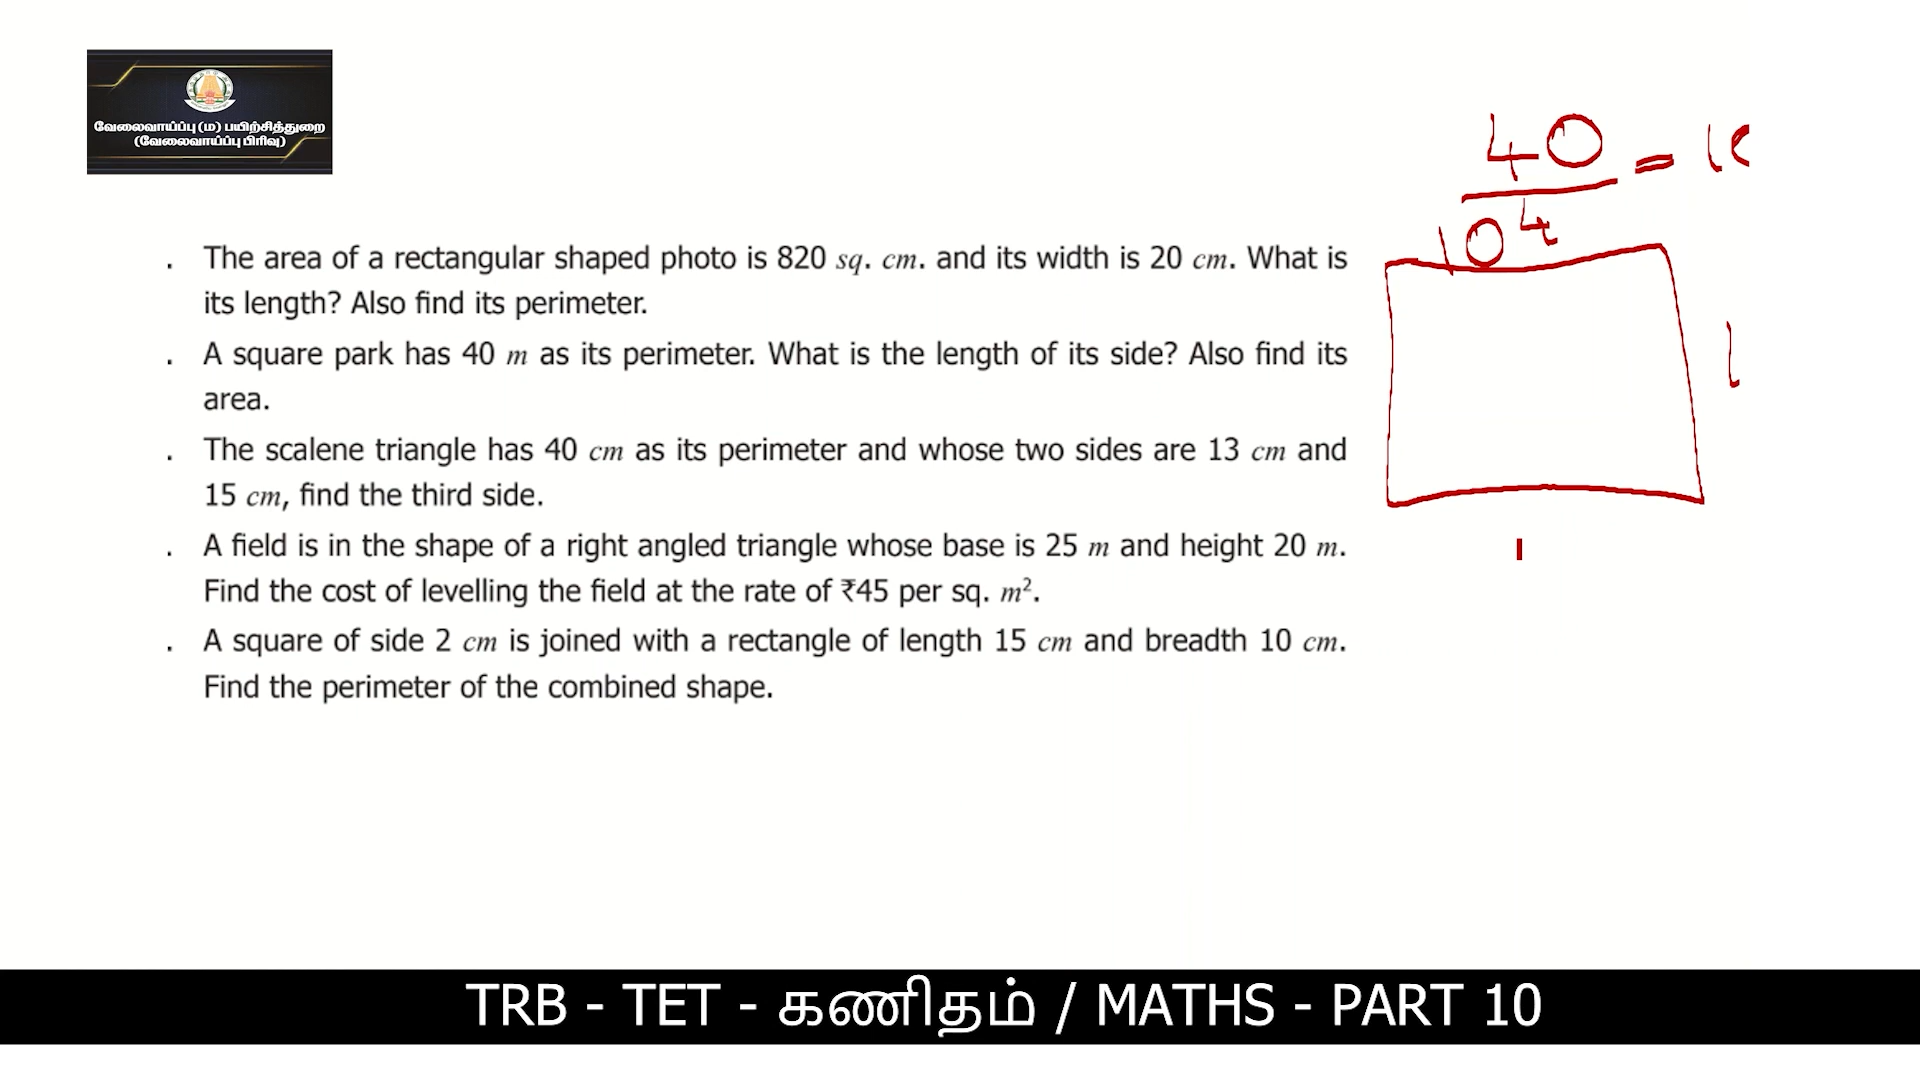 வேலைவாய்ப்பு (ம) பயிற்சித்துறை
(வேலைவாய்ப்பு பிரிவு)
40
= 10
4
10
. The area of a rectangular shaped photo is 820 sq. cm. and its width is 20 cm. What is
its length? Also find its perimeter.
. A square park has 40 m as its perimeter. What is the length of its side? Also find its
area.
. The scalene triangle has 40 cm as its perimeter and whose two sides are 13 cm and
15 cm, find the third side.
. A field is in the shape of a right angled triangle whose base is 25 m and height 20 m.
Find the cost of levelling the field at the rate of ₹45 per sq. m².
. A square of side 2 cm is joined with a rectangle of length 15 cm and breadth 10 cm.
Find the perimeter of the combined shape.
TRB - TET - கணிதம் / MATHS - PART 10